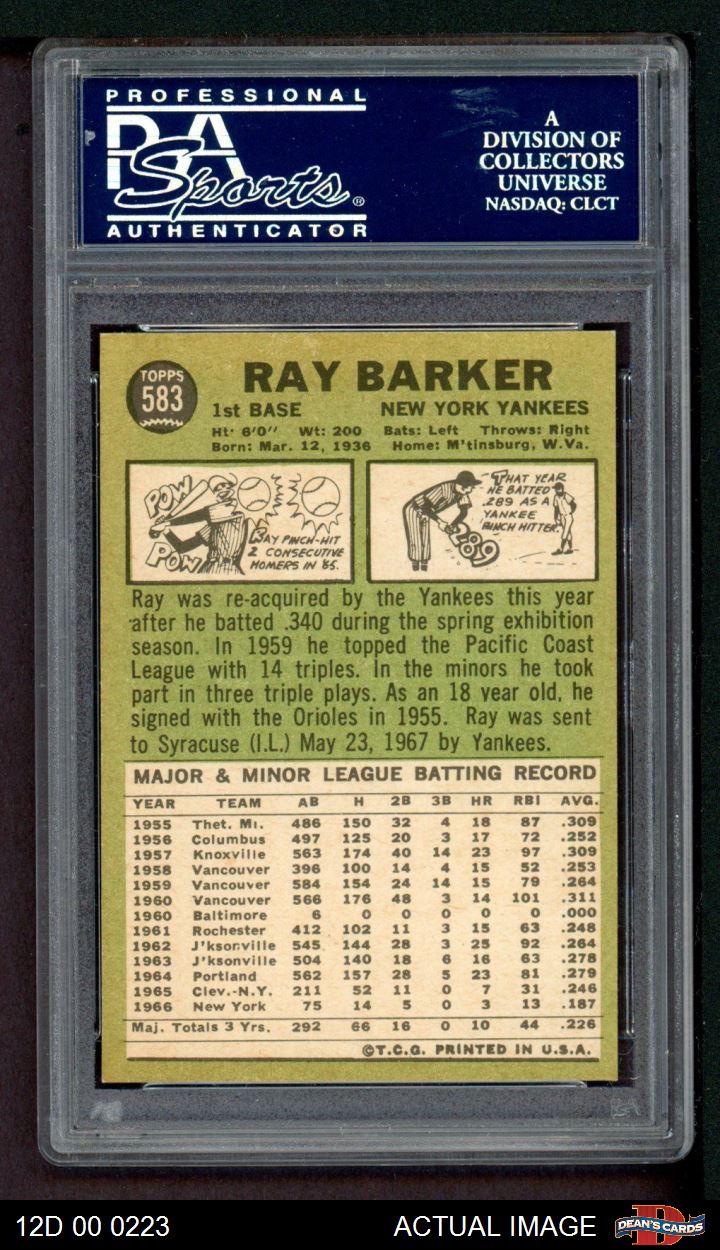 PROFESSIONAL
PSA
Sports®
AUTHENTICATOR
A
DIVISION OF
COLLECTORS
UNIVERSE
NASDAQ: CLCT
TOPPS
583
RAY BARKER
1st BASE NEW YORK YANKEES
Ht: 6'0" Wt: 200 Bats: Left Throws: Right
Born: Mar. 12, 1936 Home: M'tinsburg, W.Va.
POW
POW
RAY PINCH-HIT
2 CONSECUTIVE
HOMERS IN '65.
THAT YEAR
HE BATTED
.289 AS A
YANKEE
PINCH HITTER.
289
Ray was re-acquired by the Yankees this year
after he batted .340 during the spring exhibition
season. In 1959 he topped the Pacific Coast
League with 14 triples. In the minors he took
part in three triple plays. As an 18 year old, he
signed with the Orioles in 1955. Ray was sent
to Syracuse (I.L.) May 23, 1967 by Yankees.
MAJOR & MINOR LEAGUE BATTING RECORD
YEAR TEAM AB H 2B 3B HR RBI AVG.
1955 Thet. Mi. 486 150 32 4 18 87 .309
1956 Columbus 497 125 20 3 17 72 .252
1957 Knoxville 563 174 40 14 23 97 .309
1958 Vancouver 396 100 14 4 15 52 .253
1959 Vancouver 584 154 24 14 15 79 .264
1960 Vancouver 566 176 48 3 14 101 .311
1960 Baltimore 6 0 0 0 0 0 .000
1961 Rochester 412 102 11 3 15 63 .248
1962 J'ksonville 545 144 28 3 25 92 .264
1963 J'ksonville 504 140 18 6 16 63 .278
1964 Portland 562 157 28 5 23 81 .279
1965 Clev.-N.Y. 211 52 11 0 7 31 .246
1966 New York 75 14 5 0 3 13 .187
Maj. Totals 3 Yrs. 292 66 16 0 10 44 .226
©T.C.G. PRINTED IN U.S.A.
12D 00 0223
ACTUAL IMAGE
D
DEAN'S CARDS